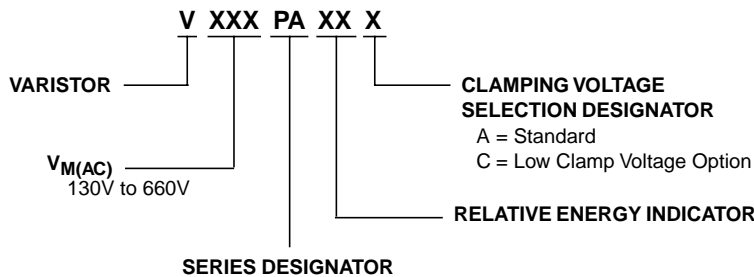 V XXX PA XX X
VARISTOR
CLAMPING VOLTAGE
SELECTION DESIGNATOR
A = Standard
C = Low Clamp Voltage Option
VM(AC)
130V to 660V
RELATIVE ENERGY INDICATOR
SERIES DESIGNATOR